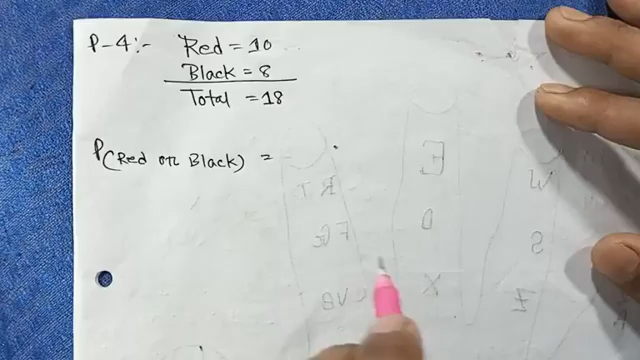 P-4:- Red = 10
Black = 8
Total = 18
P(Red or Black) =